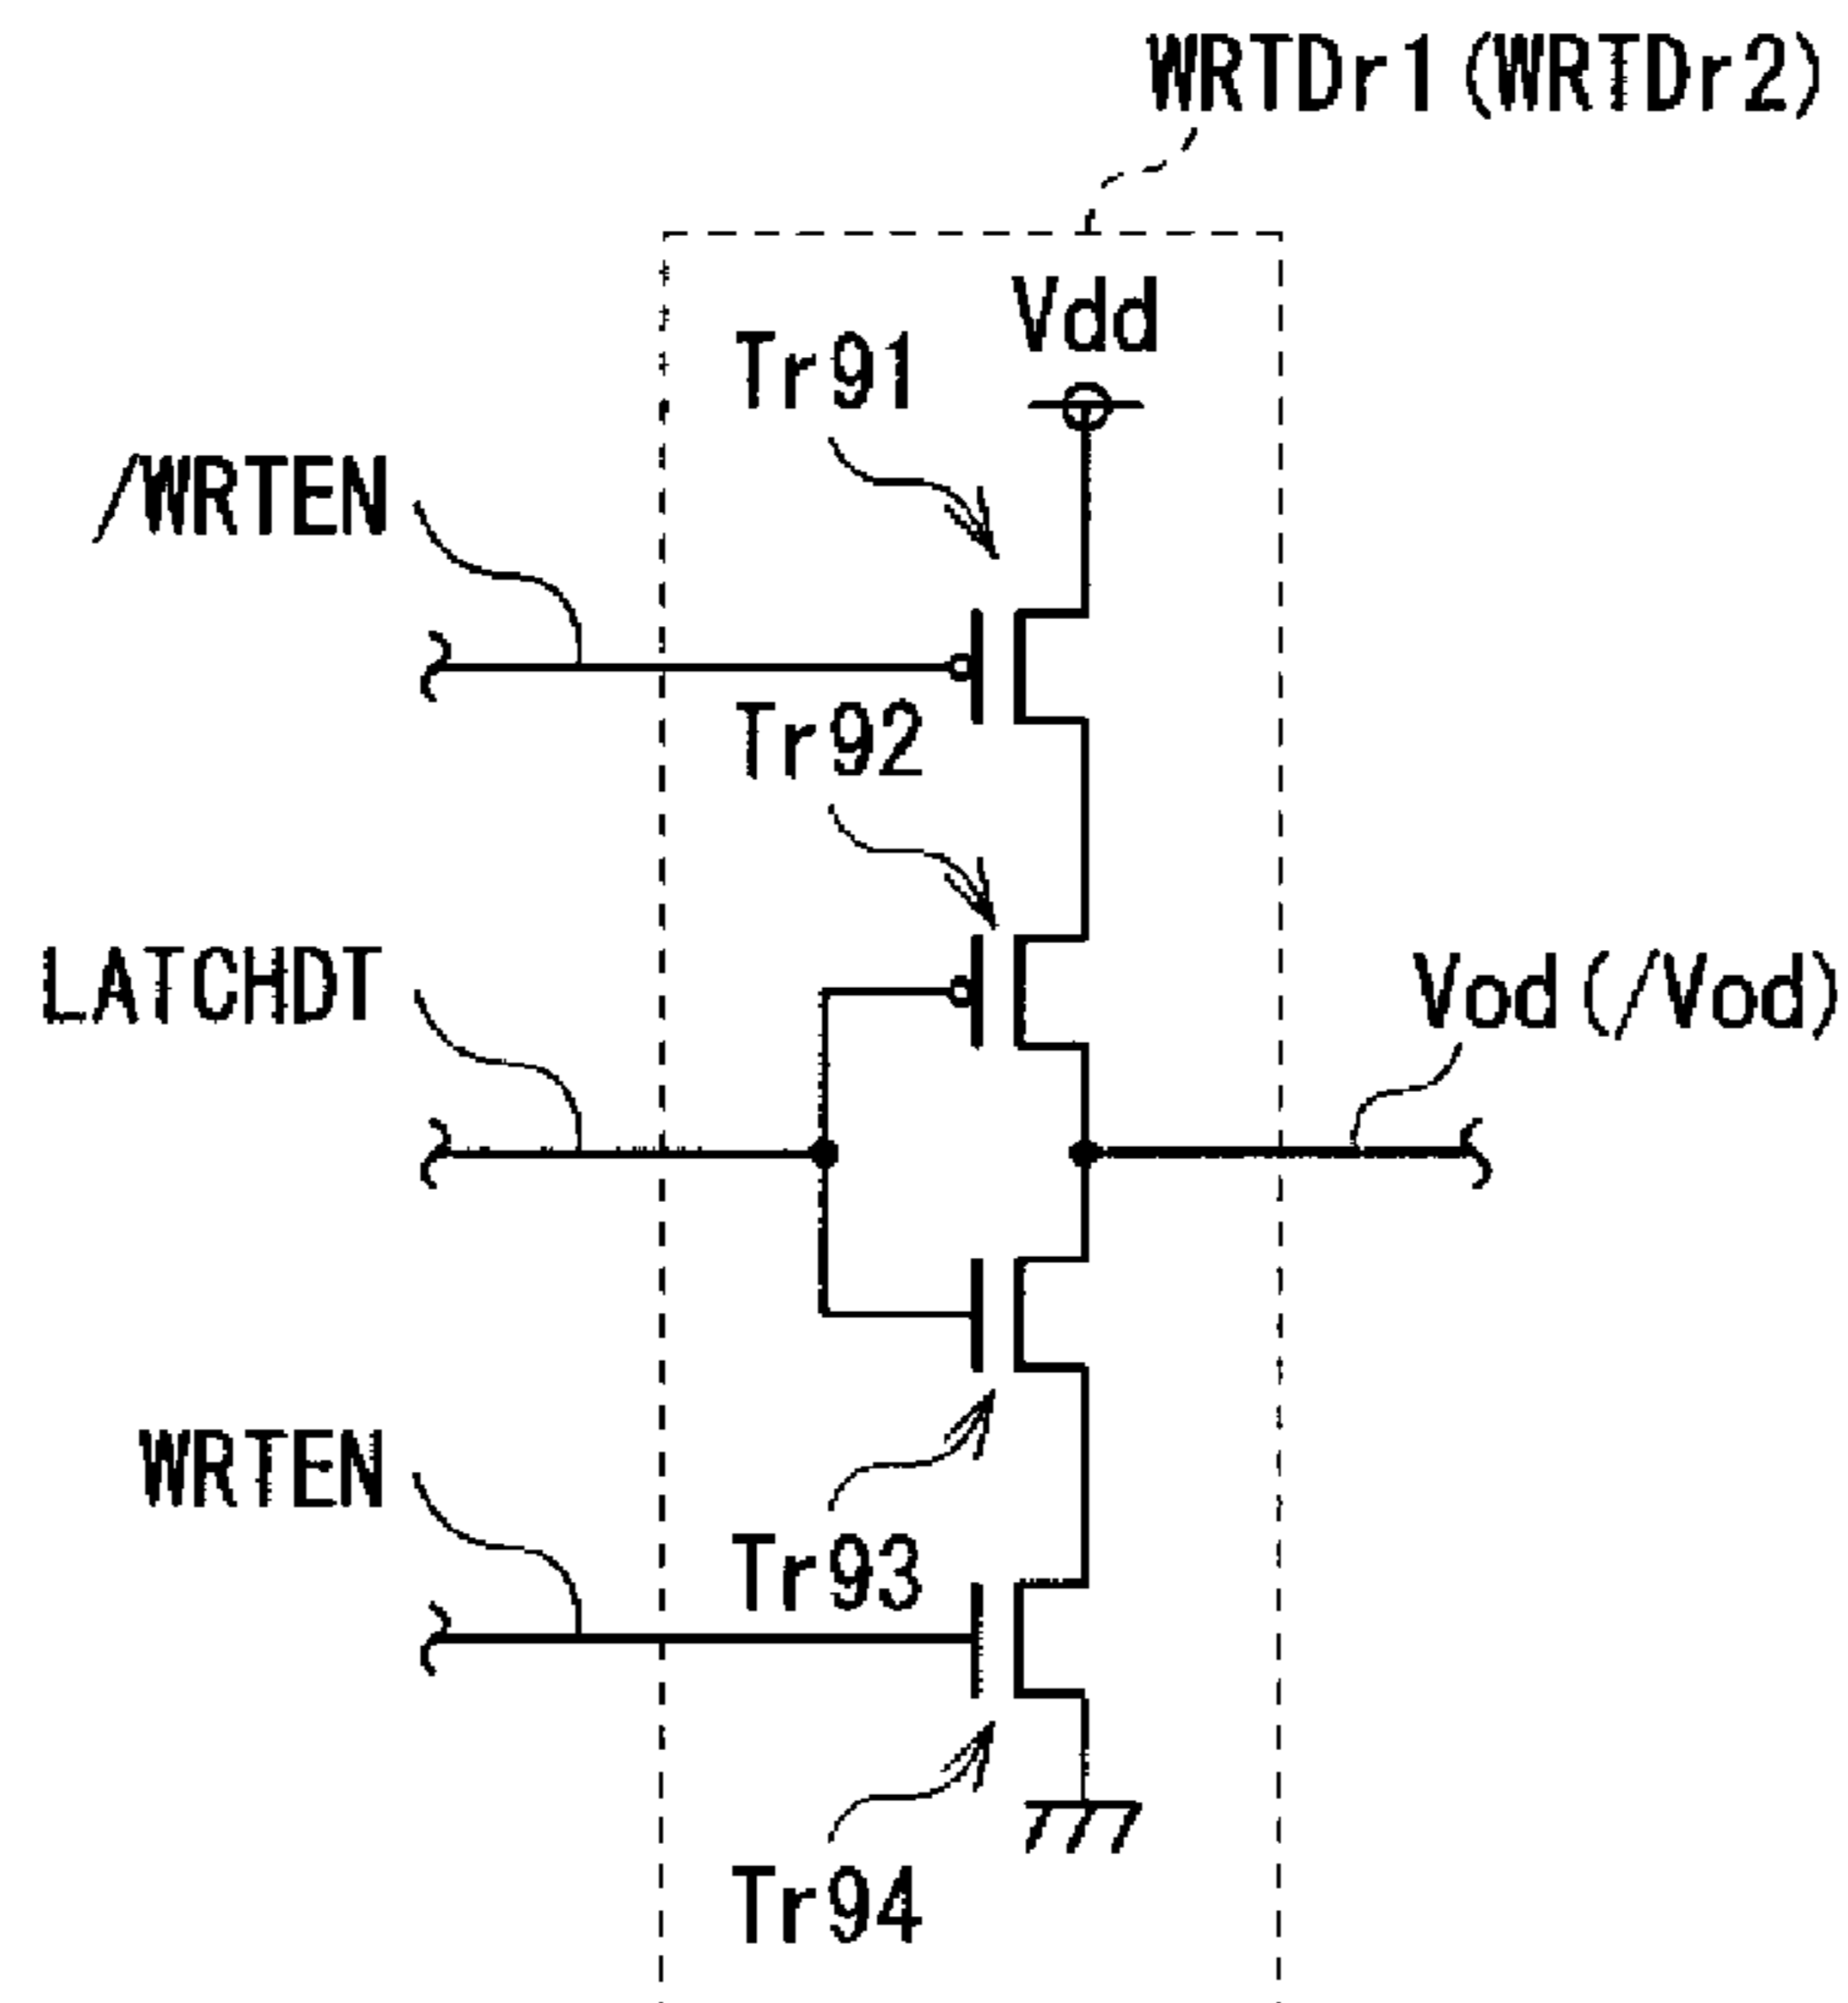 WRTDr1 (WRTDr2)
Vdd
Tr91
/WRTEN
Tr92
LATCHDT
Vod (/Vod)
WRTEN
Tr93
Tr94